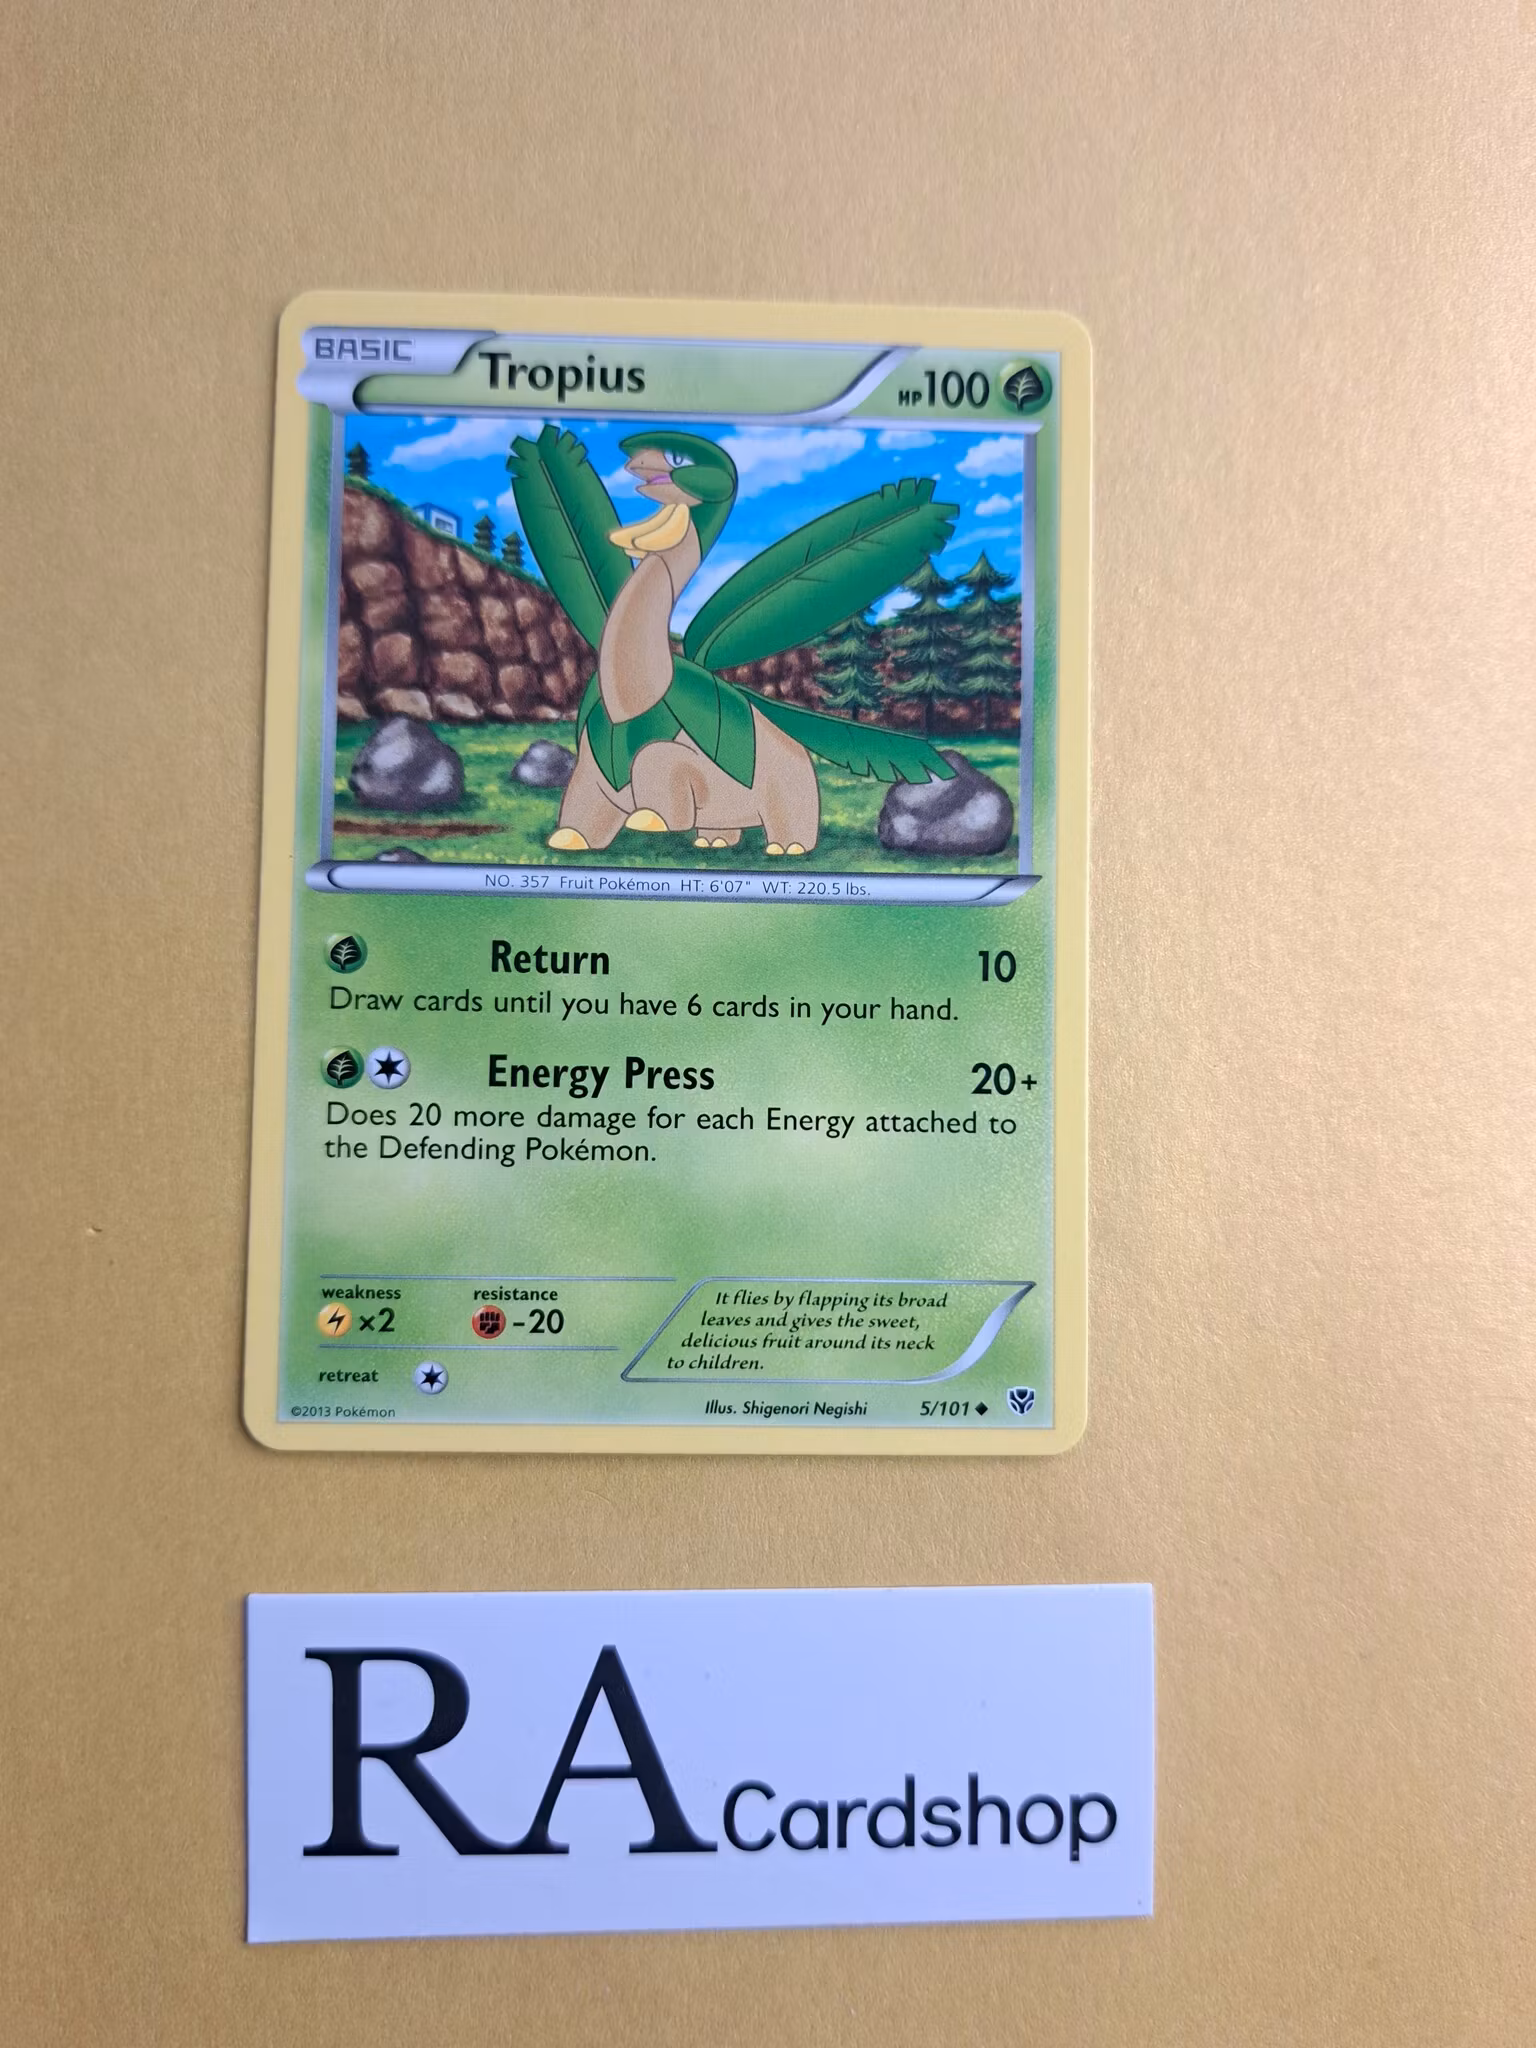 BASIC
Tropius
HP100
NO. 357 Fruit Pokémon HT: 6'07" WT: 220.5 lbs.
Return 10
Draw cards until you have 6 cards in your hand.
Energy Press 20+
Does 20 more damage for each Energy attached to
the Defending Pokémon.
weakness
×2
resistance
-20
retreat
It flies by flapping its broad
leaves and gives the sweet,
delicious fruit around its neck
to children.
©2013 Pokémon
Illus. Shigenori Negishi
5/101
RA Cardshop